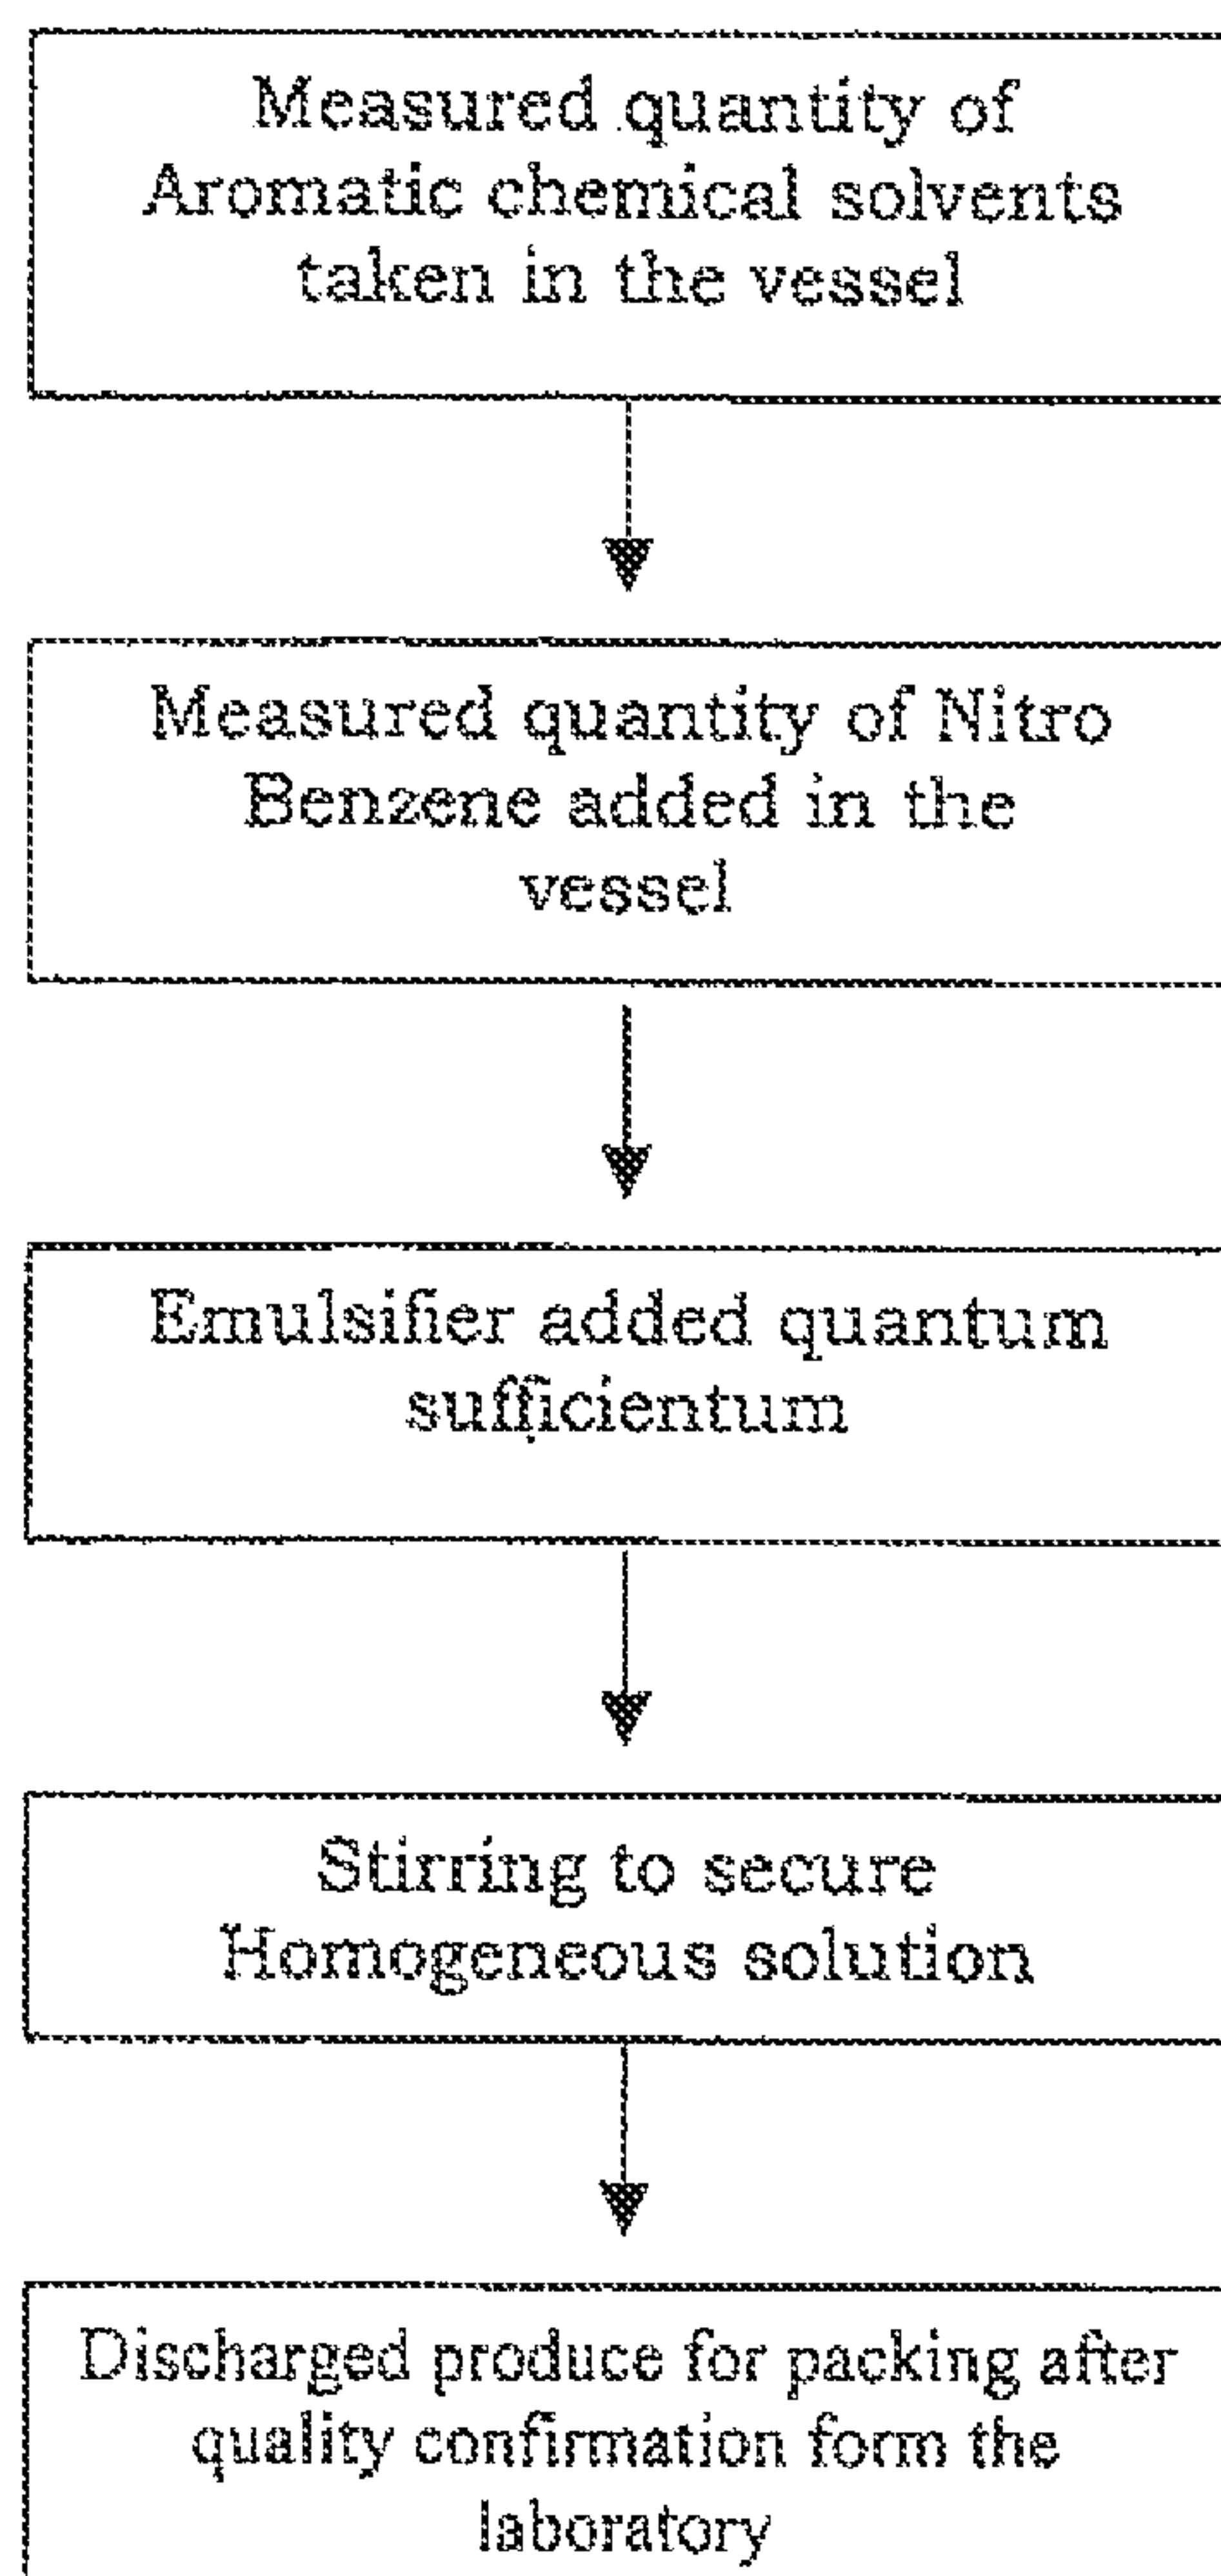 Measured quantity of
Aromatic chemical solvents
taken in the vessel
Measured quantity of Nitro
Benzene added in the
vessel
Emulsifier added quantum
sufficientum
Stirring to secure
Homogeneous solution
Discharged produce for packing after
quality confirmation form the
laboratory